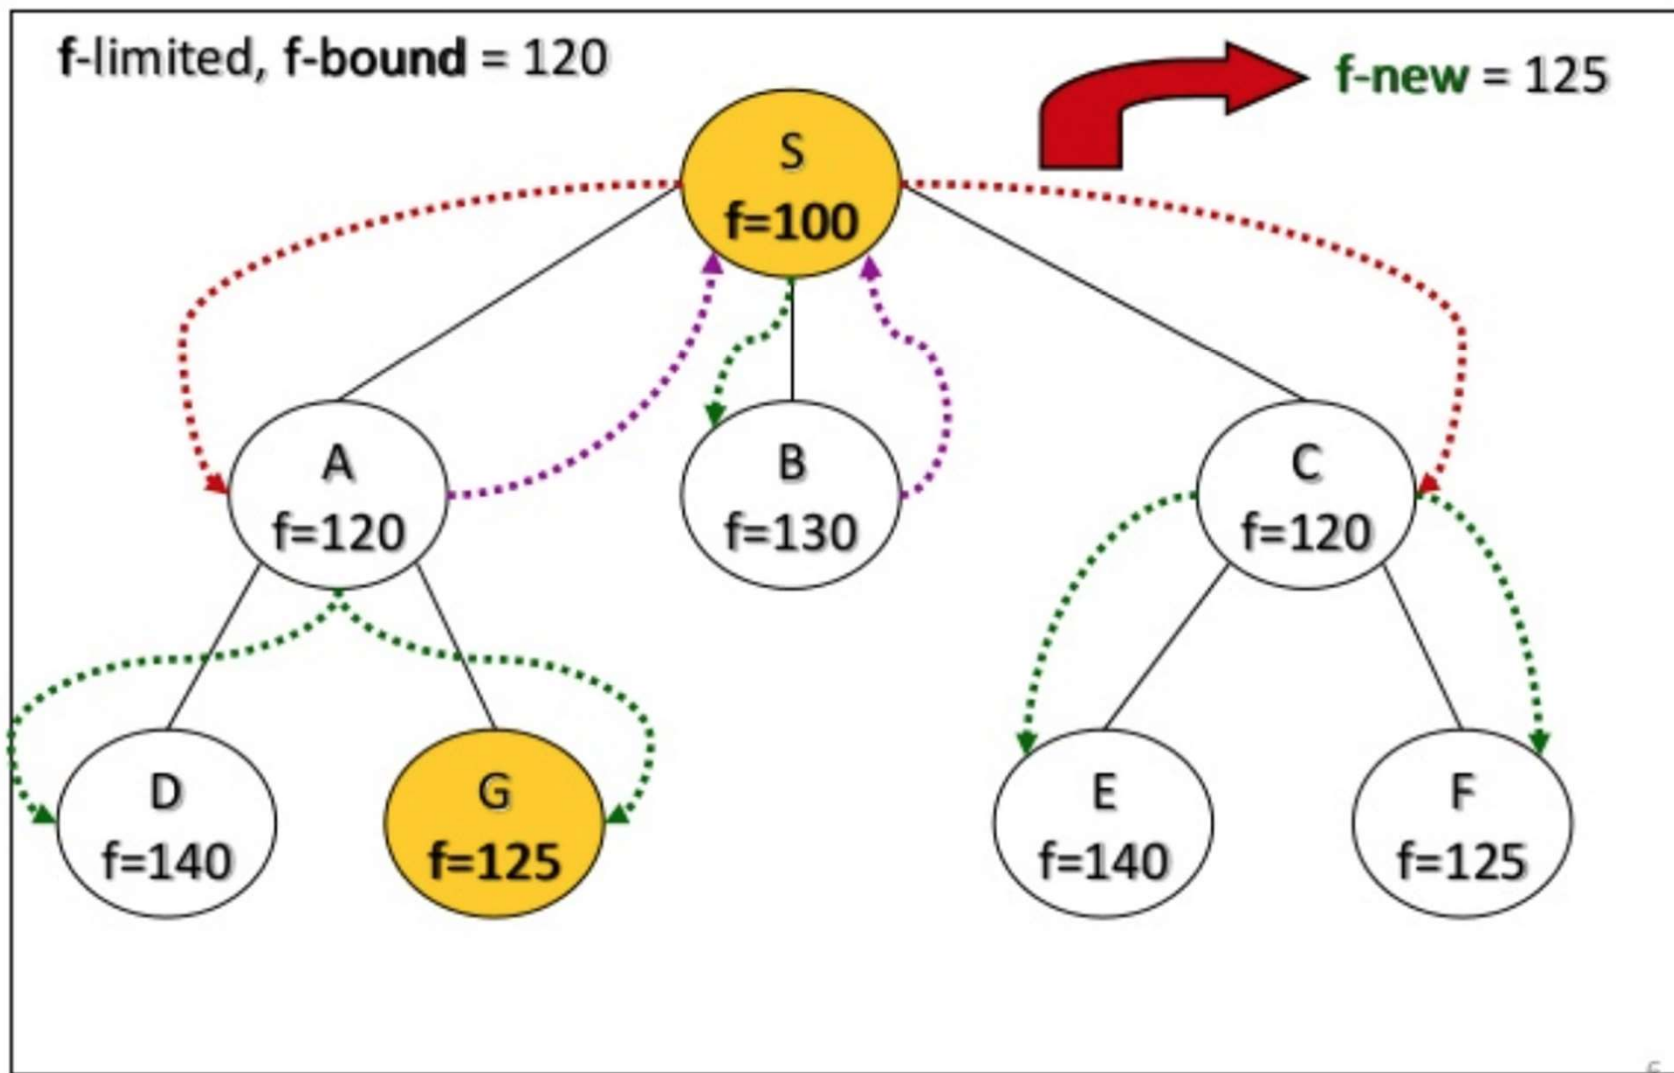 f-limited, f-bound = 120
f-new = 125
S
f=100
A
f=120
B
f=130
C
f=120
D
f=140
G
f=125
E
f=140
F
f=125